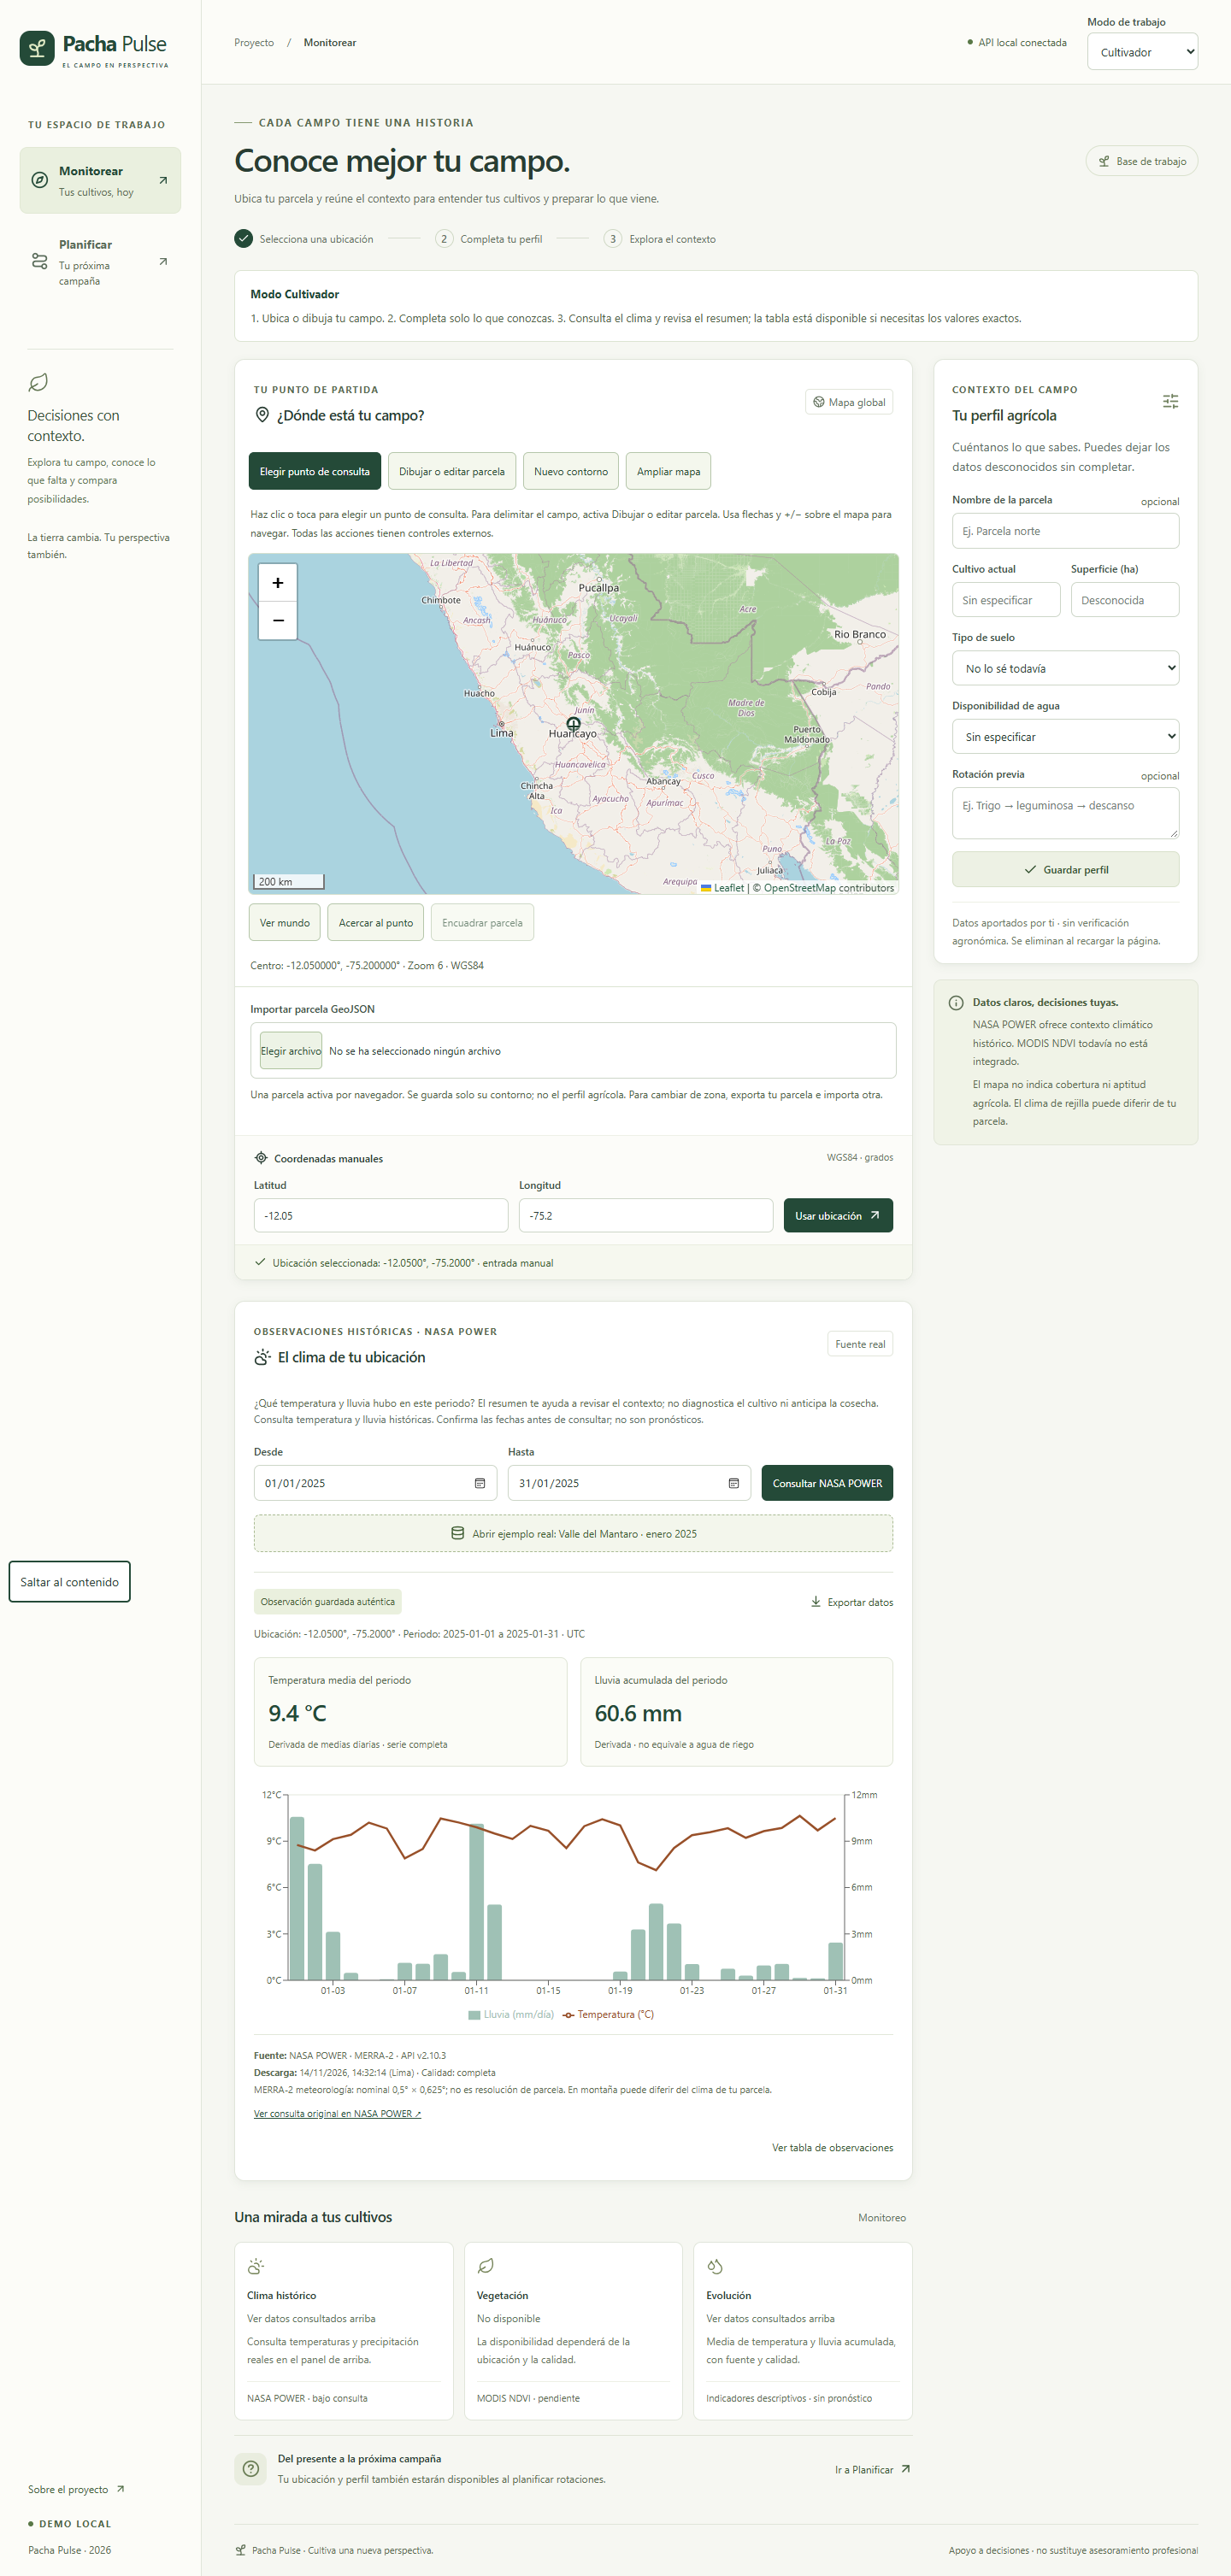 Pacha Pulse
EL CAMPO EN PERSPECTIVA
TU ESPACIO DE TRABAJO
Monitorear
Tus cultivos, hoy
Planificar
Tu próxima
campaña
Decisiones con
contexto.
Explora tu campo, conoce lo
que falta y compara
posibilidades.
La tierra cambia. Tu perspectiva
también.
Saltar al contenido
Sobre el proyecto
DEMO LOCAL
Pacha Pulse · 2026
Proyecto / Monitorear
API local conectada
Modo de trabajo
Cultivador
CADA CAMPO TIENE UNA HISTORIA
Conoce mejor tu campo.
Base de trabajo
Ubica tu parcela y reúne el contexto para entender tus cultivos y preparar lo que viene.
Selecciona una ubicación
2 Completa tu perfil
3 Explora el contexto
Modo Cultivador
1. Ubica o dibuja tu campo. 2. Completa solo lo que conozcas. 3. Consulta el clima y revisa el resumen; la tabla está disponible si necesitas los valores exactos.
TU PUNTO DE PARTIDA
¿Dónde está tu campo?
Mapa global
Elegir punto de consulta
Dibujar o editar parcela
Nuevo contorno
Ampliar mapa
Haz clic o toca para elegir un punto de consulta. Para delimitar el campo, activa Dibujar o editar parcela. Usa flechas y +/− sobre el mapa para
navegar. Todas las acciones tienen controles externos.
+
−
La Libertad
Pucallpa
Chimbote
Acre
Ancash
Huánuco
Ucayali
Rio Branco
Huánuco
Pasco
Huacho
Cobija
Pando
Junín
Madre de
Dios
Lima
Huancayo
Puerto
Maldonado
Huancavelica
Abancay
Cusco
Chincha
Alta
Ayacucho
Apurímac
Ica
La Paz
Puno
Juliaca
Arequipa
200 km
Leaflet | © OpenStreetMap contributors
Ver mundo
Acercar al punto
Encuadrar parcela
Centro: -12.050000°, -75.200000° · Zoom 6 · WGS84
Importar parcela GeoJSON
Elegir archivo
No se ha seleccionado ningún archivo
Una parcela activa por navegador. Se guarda solo su contorno; no el perfil agrícola. Para cambiar de zona, exporta tu parcela e importa otra.
Coordenadas manuales
WGS84 · grados
Latitud
Longitud
-12.05
-75.2
Usar ubicación
Ubicación seleccionada: -12.0500°, -75.2000° · entrada manual
CONTEXTO DEL CAMPO
Tu perfil agrícola
Cuéntanos lo que sabes. Puedes dejar los
datos desconocidos sin completar.
Nombre de la parcela
opcional
Ej. Parcela norte
Cultivo actual
Superficie (ha)
Sin especificar
Desconocida
Tipo de suelo
No lo sé todavía
Disponibilidad de agua
Sin especificar
Rotación previa
opcional
Ej. Trigo → leguminosa → descanso
Guardar perfil
Datos aportados por ti · sin verificación
agronómica. Se eliminan al recargar la página.
Datos claros, decisiones tuyas.
NASA POWER ofrece contexto climático
histórico. MODIS NDVI todavía no está
integrado.
El mapa no indica cobertura ni aptitud
agrícola. El clima de rejilla puede diferir de tu
parcela.
OBSERVACIONES HISTÓRICAS · NASA POWER
El clima de tu ubicación
Fuente real
¿Qué temperatura y lluvia hubo en este periodo? El resumen te ayuda a revisar el contexto; no diagnostica el cultivo ni anticipa la cosecha.
Consulta temperatura y lluvia históricas. Confirma las fechas antes de consultar; no son pronósticos.
Desde
Hasta
01/01/2025
31/01/2025
Consultar NASA POWER
Abrir ejemplo real: Valle del Mantaro · enero 2025
Observación guardada auténtica
Exportar datos
Ubicación: -12.0500°, -75.2000° · Periodo: 2025-01-01 a 2025-01-31 · UTC
Temperatura media del periodo
9.4 °C
Derivada de medias diarias · serie completa
Lluvia acumulada del periodo
60.6 mm
Derivada · no equivale a agua de riego
12°C
9°C
6°C
3°C
0°C
12mm
9mm
6mm
3mm
0mm
01-03
01-07
01-11
01-15
01-19
01-23
01-27
01-31
Lluvia (mm/día)
Temperatura (°C)
Fuente: NASA POWER · MERRA-2 · API v2.10.3
Descarga: 14/11/2026, 14:32:14 (Lima) · Calidad: completa
MERRA-2 meteorología: nominal 0,5° × 0,625°; no es resolución de parcela. En montaña puede diferir del clima de tu parcela.
Ver consulta original en NASA POWER ↗
Ver tabla de observaciones
Una mirada a tus cultivos
Monitoreo
Clima histórico
Ver datos consultados arriba
Consulta temperaturas y precipitación
reales en el panel de arriba.
NASA POWER · bajo consulta
Vegetación
No disponible
La disponibilidad dependerá de la
ubicación y la calidad.
MODIS NDVI · pendiente
Evolución
Ver datos consultados arriba
Media de temperatura y lluvia acumulada,
con fuente y calidad.
Indicadores descriptivos · sin pronóstico
Del presente a la próxima campaña
Tu ubicación y perfil también estarán disponibles al planificar rotaciones.
Ir a Planificar
Pacha Pulse · Cultiva una nueva perspectiva.
Apoyo a decisiones · no sustituye asesoramiento profesional